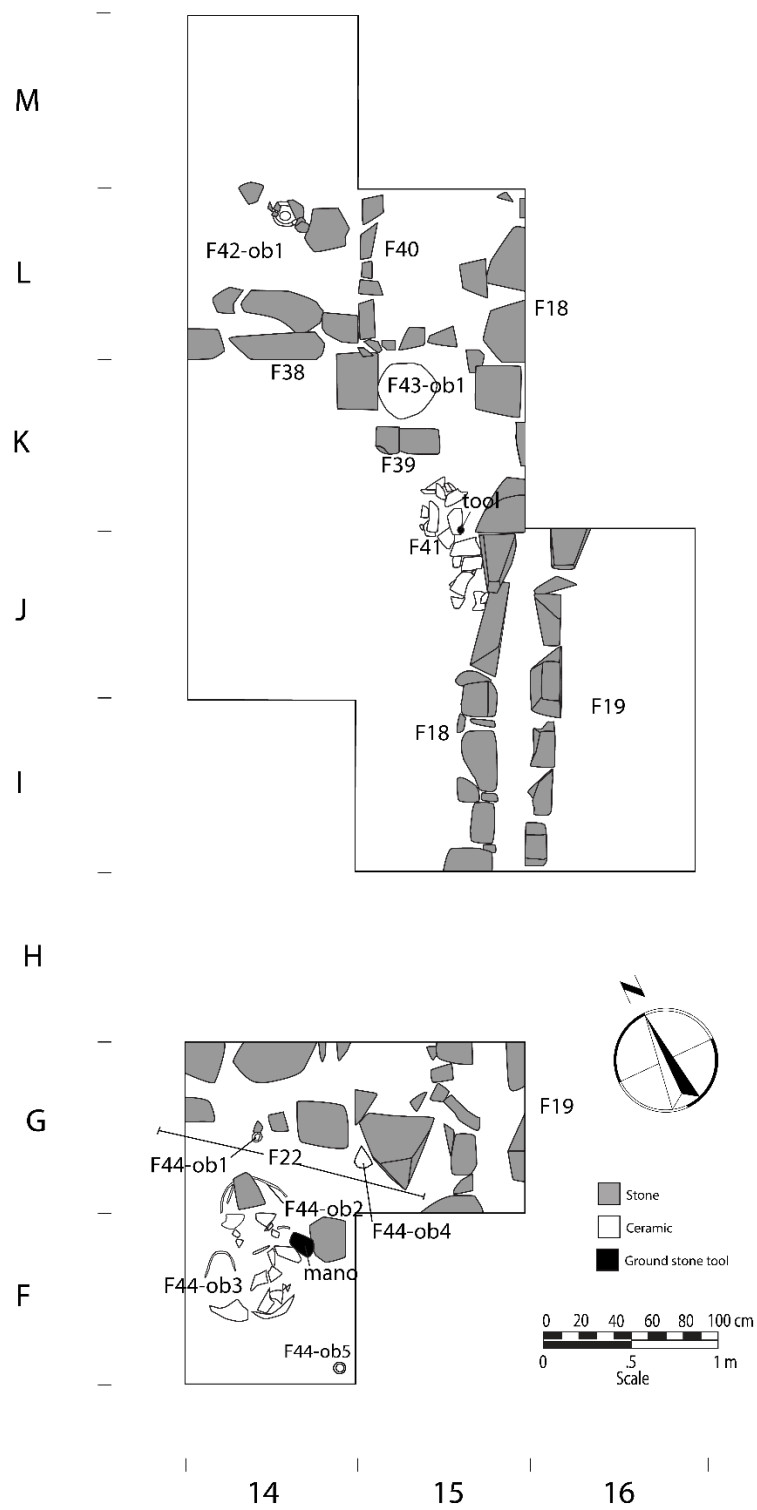 M
F42-ob1
F40
L
F18
F38
F43-ob1
K
F39
tool
F41
J
F18
F19
I
H
N
G
F19
F44-ob1
F22
F44-ob2
F44-ob4
Stone
Ceramic
Ground stone tool
mano
F44-ob3
F
0 20 40 60 80 100 cm
0 .5 1 m
Scale
F44-ob5
14 15 16